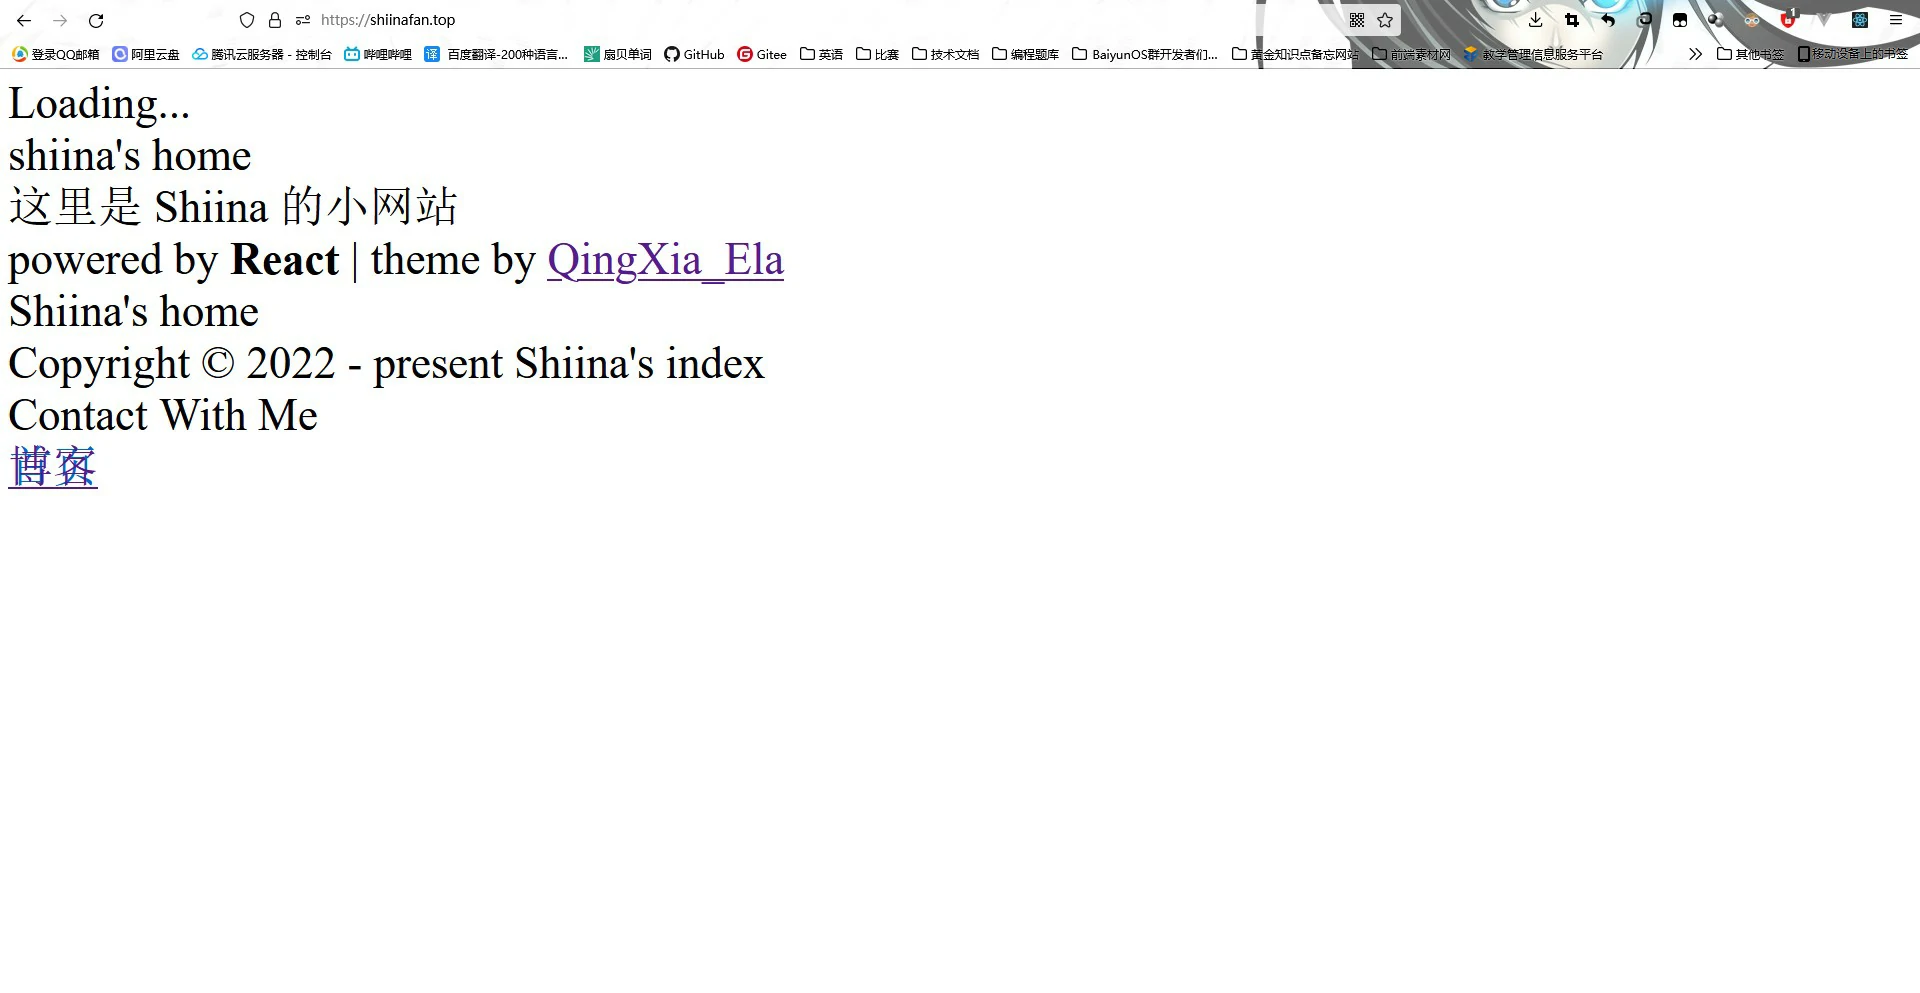 https://shiinafan.top
1
登录QQ邮箱 阿里云盘 腾讯云服务器 - 控制台 哔哩哔哩 译 百度翻译-200种语言... 扇贝单词 GitHub Gitee 英语 比赛 技术文档 编程题库 BaiyunOS群开发者们... 黄金知识点备忘网站 前端素材网 教学管理信息服务平台 其他书签 移动设备上的书签
Loading...
shiina's home
这里是 Shiina 的小网站
powered by React | theme by QingXia_Ela
Shiina's home
Copyright © 2022 - present Shiina's index
Contact With Me
博客